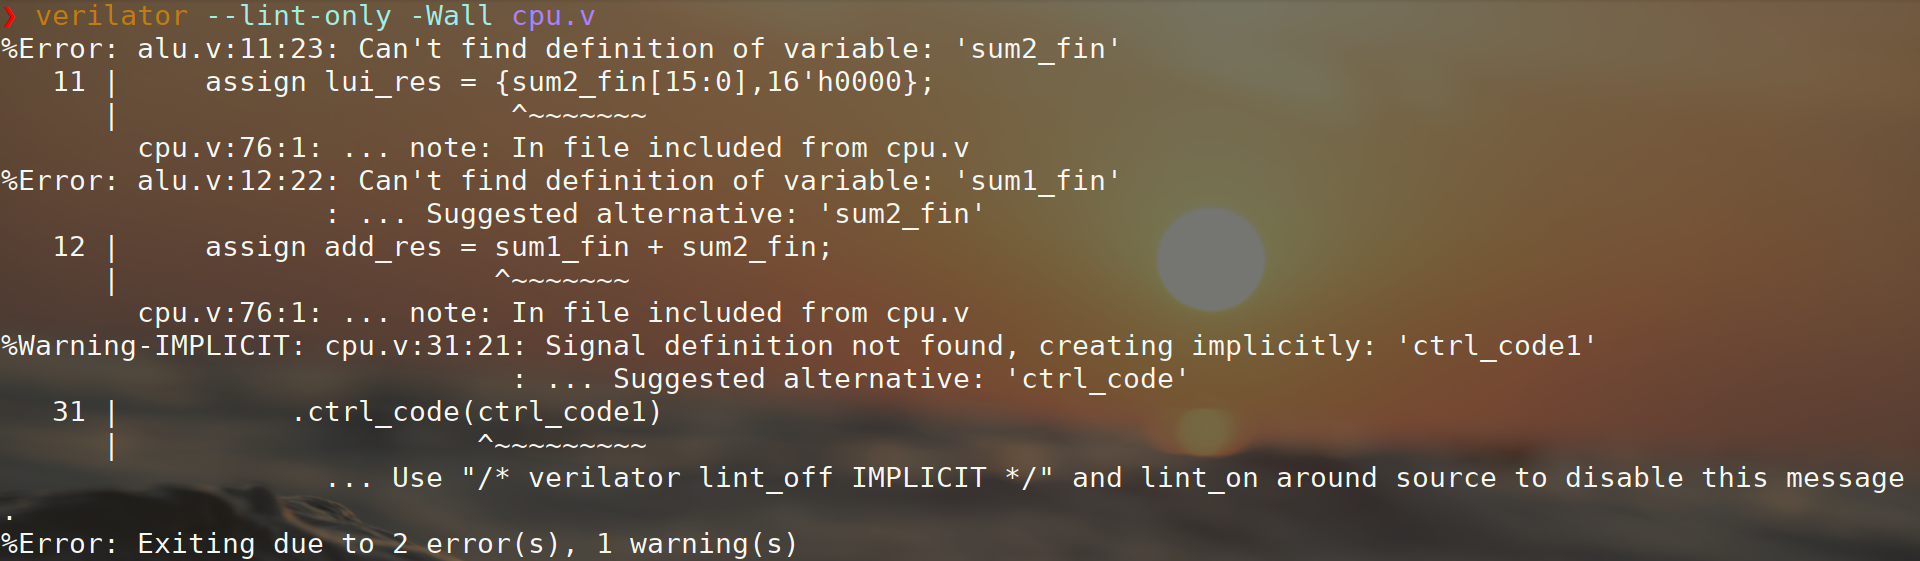 ❯ verilator --lint-only -Wall cpu.v
%Error: alu.v:11:23: Can't find definition of variable: 'sum2_fin'
   11 |     assign lui_res = {sum2_fin[15:0],16'h0000};
      |                       ^~~~~~~~
        cpu.v:76:1: ... note: In file included from cpu.v
%Error: alu.v:12:22: Can't find definition of variable: 'sum1_fin'
                   : ... Suggested alternative: 'sum2_fin'
   12 |     assign add_res = sum1_fin + sum2_fin;
      |                      ^~~~~~~~
        cpu.v:76:1: ... note: In file included from cpu.v
%Warning-IMPLICIT: cpu.v:31:21: Signal definition not found, creating implicitly: 'ctrl_code1'
                              : ... Suggested alternative: 'ctrl_code'
   31 |          .ctrl_code(ctrl_code1)
      |                     ^~~~~~~~~~
                   ... Use "/* verilator lint_off IMPLICIT */" and lint_on around source to disable this message
.
%Error: Exiting due to 2 error(s), 1 warning(s)